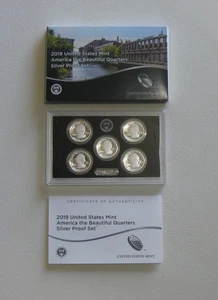 2019 United States Mint
America the Beautiful Quarters
Silver Proof Set
CERTIFICATE OF AUTHENTICITY
2019 United States Mint
America the Beautiful Quarters
Silver Proof Set
UNITED STATES MINT